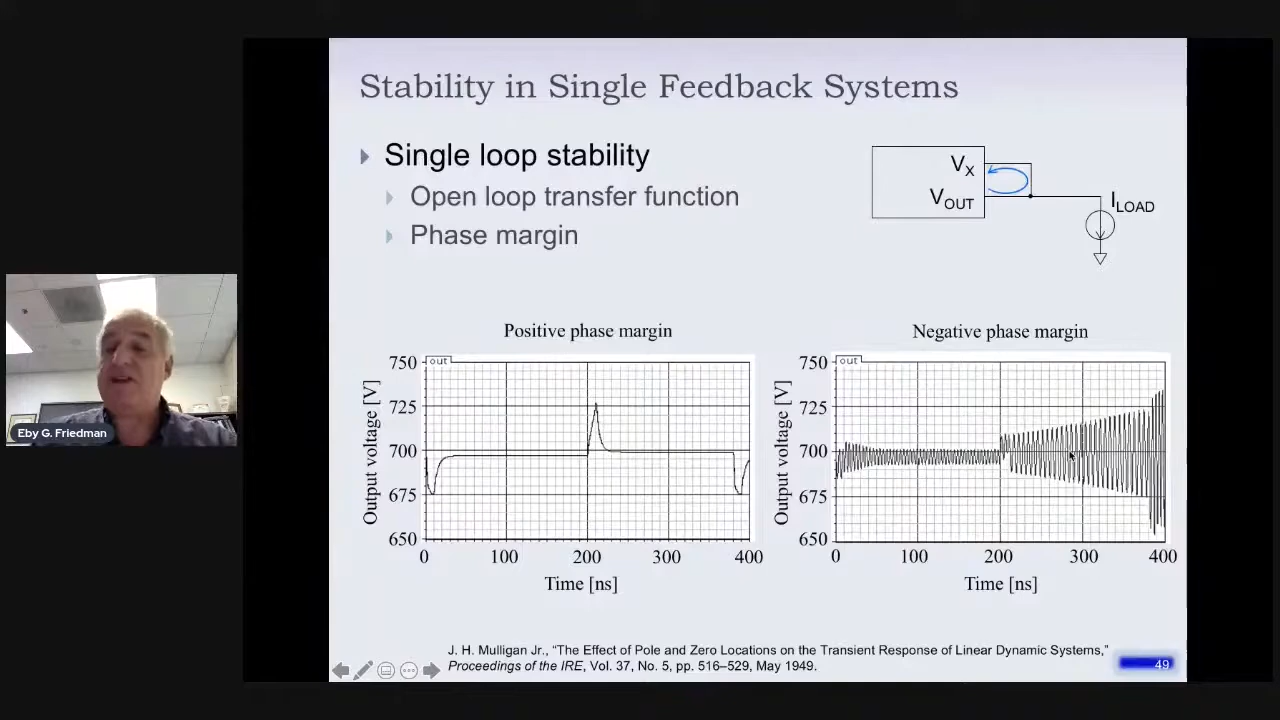 Stability in Single Feedback Systems
Single loop stability
Open loop transfer function
Phase margin
VX
VOUT
ILOAD
Eby G. Friedman
Positive phase margin
out
750
725
700
675
650
Output voltage [V]
0 100 200 300 400
Time [ns]
Negative phase margin
out
750
725
700
675
650
Output voltage [V]
0 100 200 300 400
Time [ns]
J. H. Mulligan Jr., “The Effect of Pole and Zero Locations on the Transient Response of Linear Dynamic Systems,”
Proceedings of the IRE, Vol. 37, No. 5, pp. 516–529, May 1949.
49